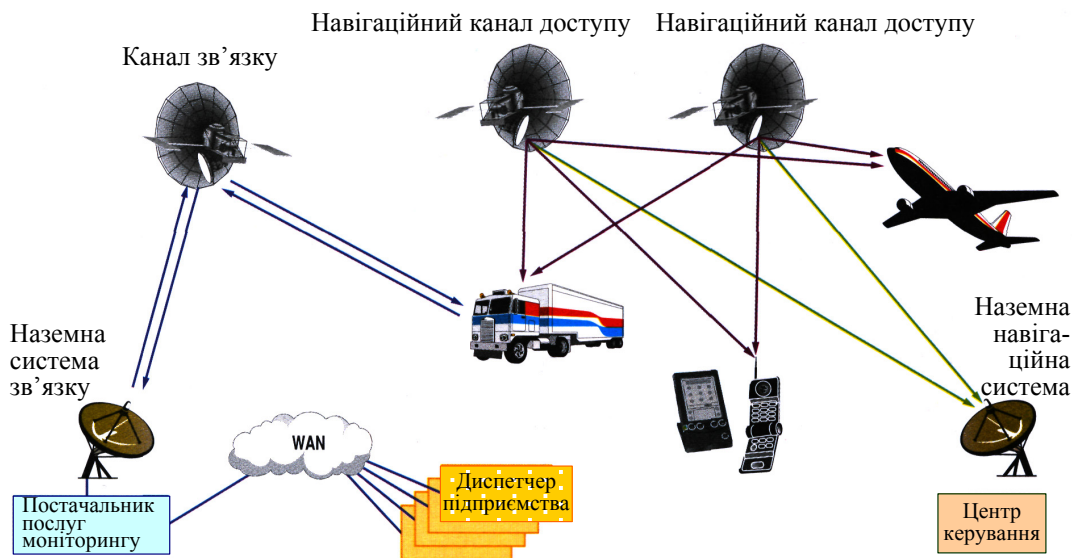 Навігаційний канал доступу
Навігаційний канал доступу
Канал зв’язку
Наземна
система
зв’язку
Наземна
навіга-
ційна
система
WAN
Диспетчер
підприємства
Постачальник
послуг
моніторингу
Центр
керування